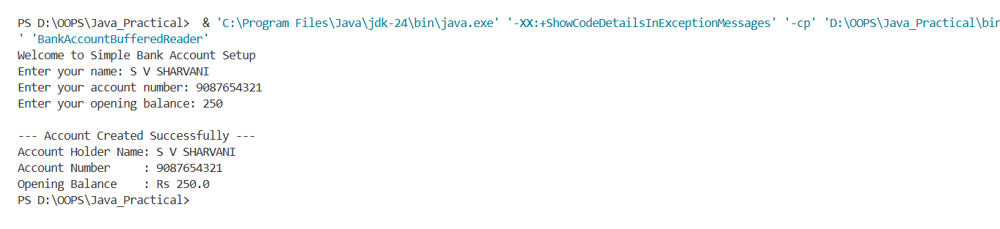 PS D:\OOPS\Java_Practical>  & 'C:\Program Files\Java\jdk-24\bin\java.exe' '-XX:+ShowCodeDetailsInExceptionMessages' '-cp' 'D:\OOPS\Java_Practical\bin
' 'BankAccountBufferedReader'
Welcome to Simple Bank Account Setup
Enter your name: S V SHARVANI
Enter your account number: 9087654321
Enter your opening balance: 250
--- Account Created Successfully ---
Account Holder Name: S V SHARVANI
Account Number     : 9087654321
Opening Balance    : Rs 250.0
PS D:\OOPS\Java_Practical>